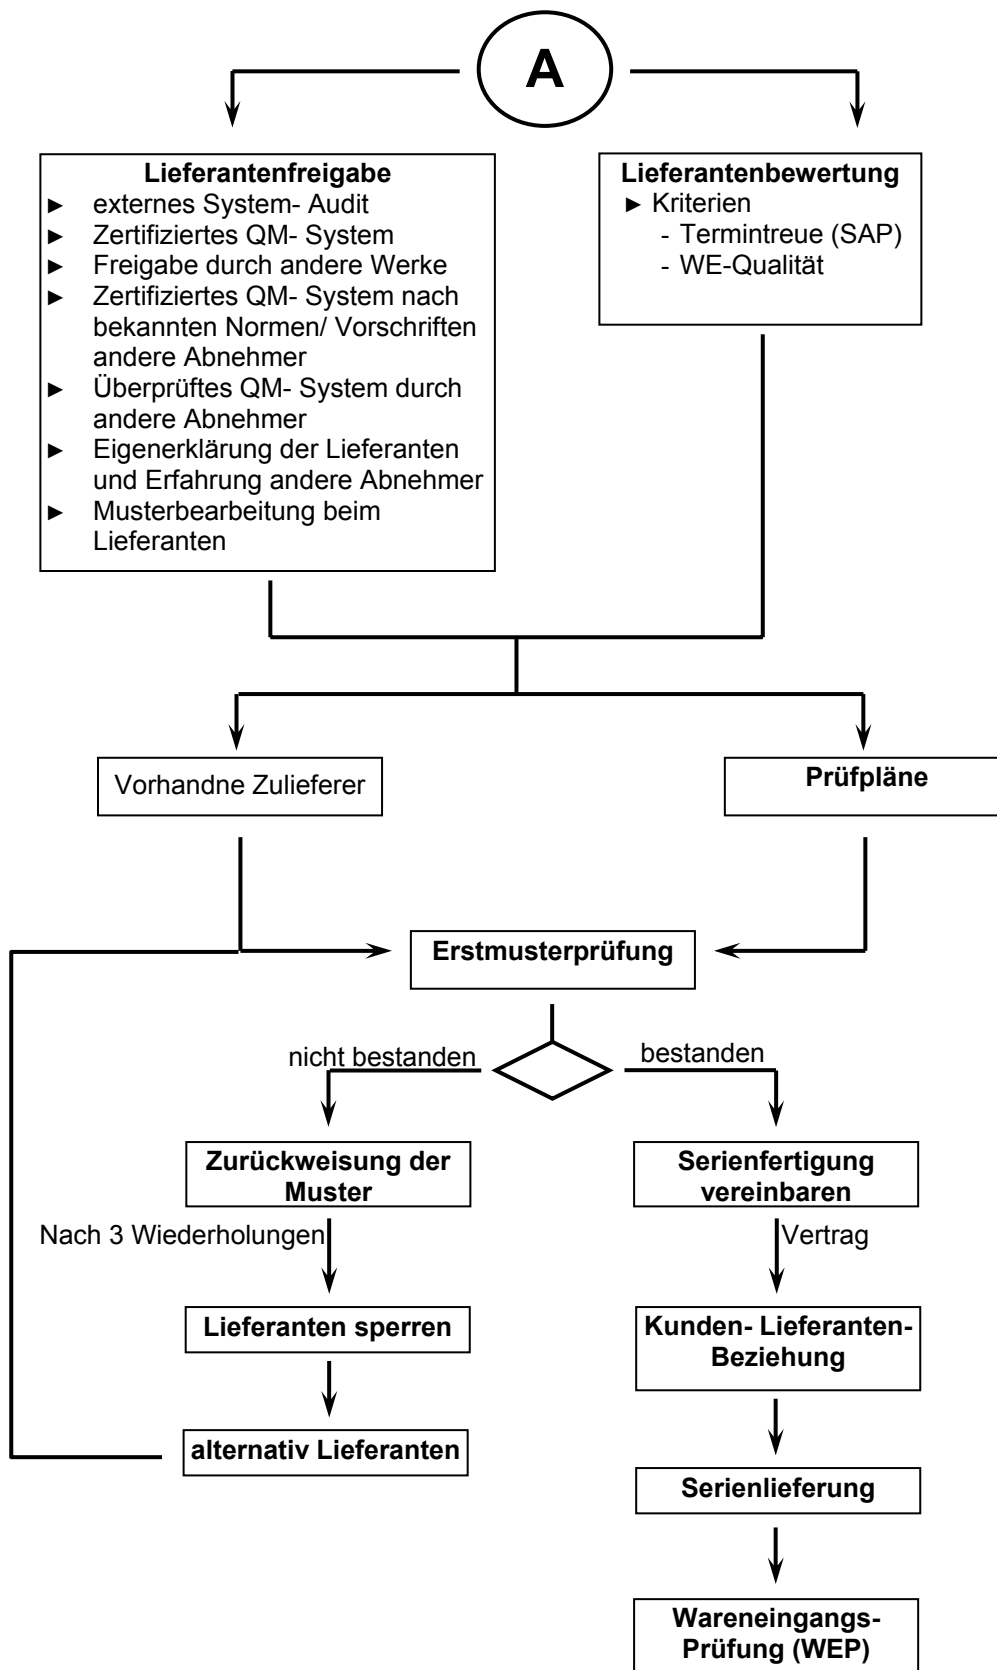 A
Lieferantenfreigabe
► externes System- Audit
► Zertifiziertes QM- System
► Freigabe durch andere Werke
► Zertifiziertes QM- System nach
bekannten Normen/ Vorschriften
andere Abnehmer
► Überprüftes QM- System durch
andere Abnehmer
► Eigenerklärung der Lieferanten
und Erfahrung andere Abnehmer
► Musterbearbeitung beim
Lieferanten
Lieferantenbewertung
► Kriterien
- Termintreue (SAP)
- WE-Qualität
Vorhandne Zulieferer
Prüfpläne
Erstmusterprüfung
nicht bestanden
bestanden
Zurückweisung der
Muster
Nach 3 Wiederholungen
Lieferanten sperren
alternativ Lieferanten
Serienfertigung
vereinbaren
Vertrag
Kunden- Lieferanten-
Beziehung
Serienlieferung
Wareneingangs-
Prüfung (WEP)